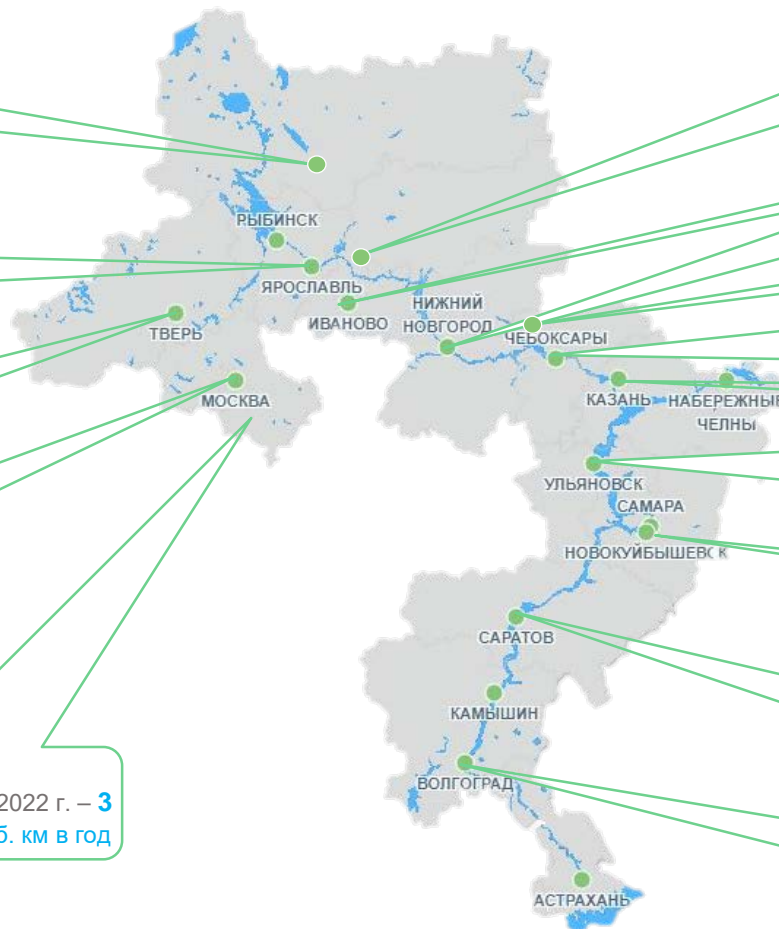 РЫБИНСК
ЯРОСЛАВЛЬ
ИВАНОВО
НИЖНИЙ
НОВГОРОД
ЧЕБОКСАРЫ
ТВЕРЬ
МОСКВА
КАЗАНЬ
НАБЕРЕЖНЫЕ
ЧЕЛНЫ
УЛЬЯНОВСК
САМАРА
НОВОКУЙБЫШЕВСК
САРАТОВ
КАМЫШИН
ВОЛГОГРАД
2022 г. – 3
б. км в год
АСТРАХАНЬ